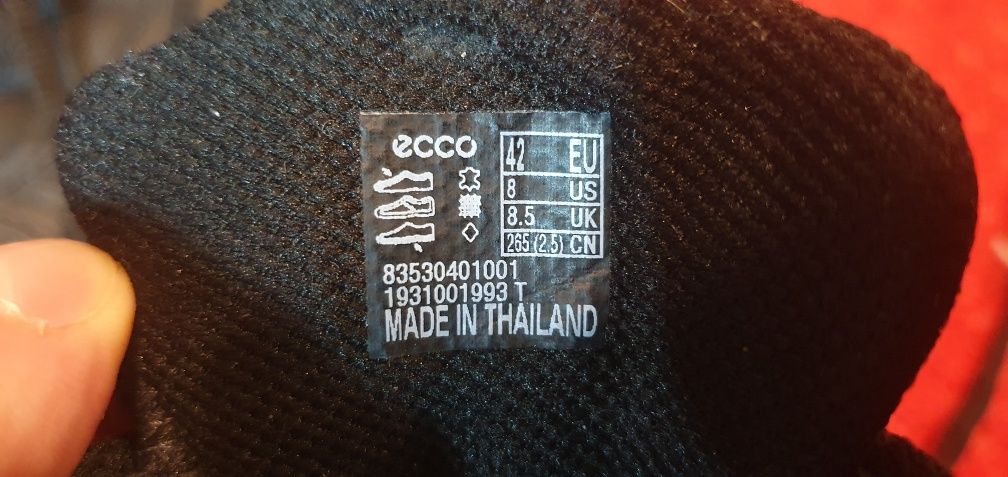 ecco
42 EU
8 US
8.5 UK
265 (2.5) CN
83530401001
1931001993 T
MADE IN THAILAND